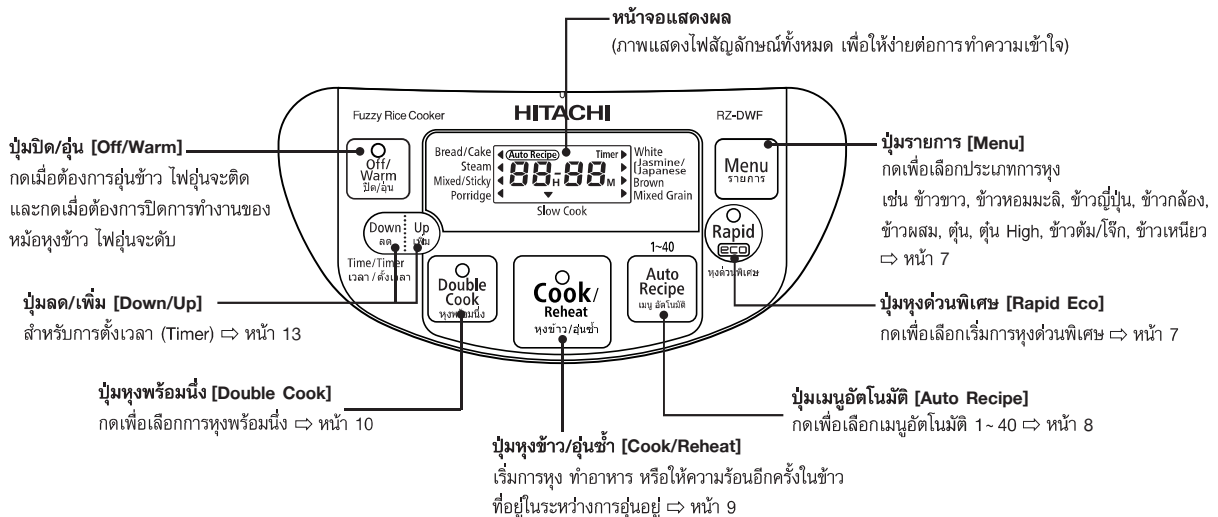 หน้าจอแสดงผล
(ภาพแสดงไฟสัญลักษณ์ทั้งหมด เพื่อให้ง่ายต่อการทำความเข้าใจ)
Fuzzy Rice Cooker
HITACHI
RZ-DWF
ปุ่มปิด/อุ่น [Off/Warm]
กดเมื่อต้องการอุ่นข้าว ไฟอุ่นจะติด
และกดเมื่อต้องการปิดการทำงานของ
หม้อหุงข้าว ไฟอุ่นจะดับ
Off/
Warm
ปิด/อุ่น
Bread/Cake
Steam
Mixed/Sticky
Porridge
Auto Recipe
Timer
88H-88M
White
Jasmine/
Japanese
Brown
Mixed Grain
Slow Cook
Menu
รายการ
ปุ่มรายการ [Menu]
กดเพื่อเลือกประเภทการหุง
เช่น ข้าวขาว, ข้าวหอมมะลิ, ข้าวญี่ปุ่น, ข้าวกล้อง,
ข้าวผสม, ตุ๋น, ตุ๋น High, ข้าวต้ม/โจ๊ก, ข้าวเหนียว
⇨ หน้า 7
Down
ลด
Up
เพิ่ม
Time/Timer
เวลา / ตั้งเวลา
Rapid
eco
หุงด่วนพิเศษ
1~40
Double
Cook
หุงพร้อมนึ่ง
Cook/
Reheat
หุงข้าว/อุ่นซ้ำ
Auto
Recipe
เมนู อัตโนมัติ
ปุ่มลด/เพิ่ม [Down/Up]
สำหรับการตั้งเวลา (Timer) ⇨ หน้า 13
ปุ่มหุงด่วนพิเศษ [Rapid Eco]
กดเพื่อเลือกเริ่มการหุงด่วนพิเศษ ⇨ หน้า 7
ปุ่มหุงพร้อมนึ่ง [Double Cook]
กดเพื่อเลือกการหุงพร้อมนึ่ง ⇨ หน้า 10
ปุ่มเมนูอัตโนมัติ [Auto Recipe]
กดเพื่อเลือกเมนูอัตโนมัติ 1~40 ⇨ หน้า 8
ปุ่มหุงข้าว/อุ่นซ้ำ [Cook/Reheat]
เริ่มการหุง ทำอาหาร หรือให้ความร้อนอีกครั้งในข้าว
ที่อยู่ในระหว่างการอุ่นอยู่ ⇨ หน้า 9